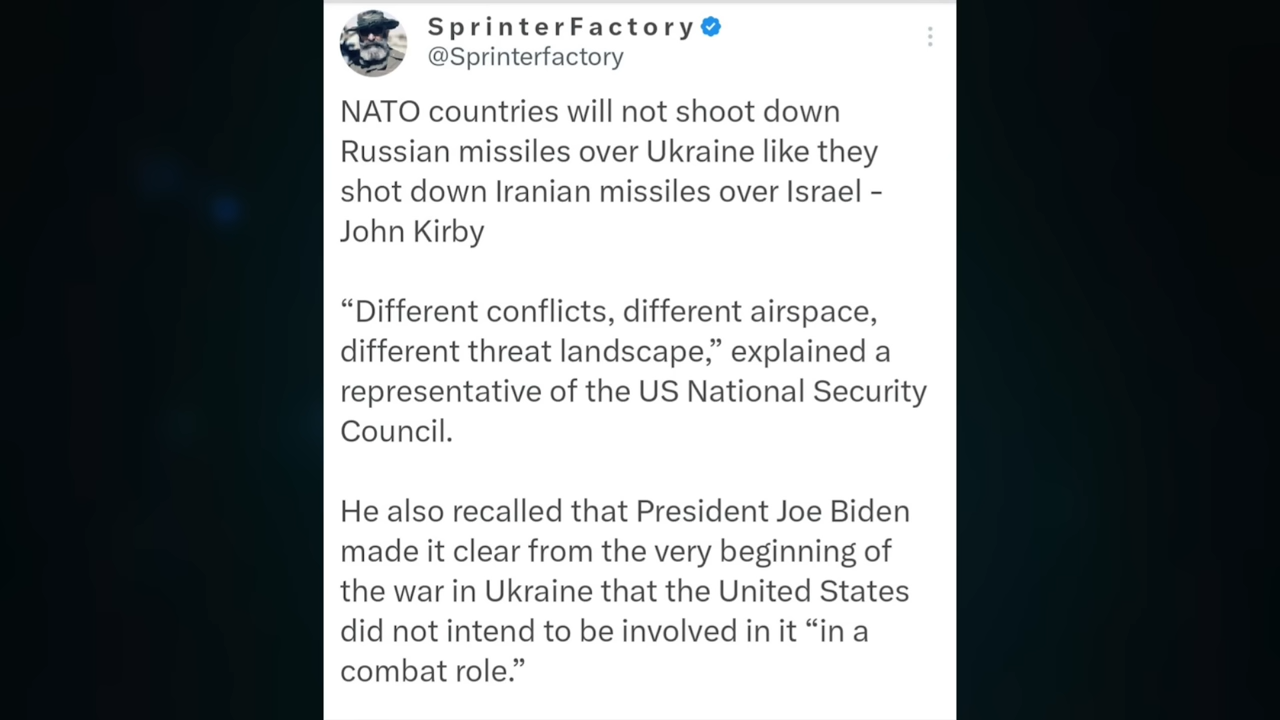 SprinterFactory
@Sprinterfactory
NATO countries will not shoot down
Russian missiles over Ukraine like they
shot down Iranian missiles over Israel -
John Kirby
“Different conflicts, different airspace,
different threat landscape,” explained a
representative of the US National Security
Council.
He also recalled that President Joe Biden
made it clear from the very beginning of
the war in Ukraine that the United States
did not intend to be involved in it “in a
combat role.”